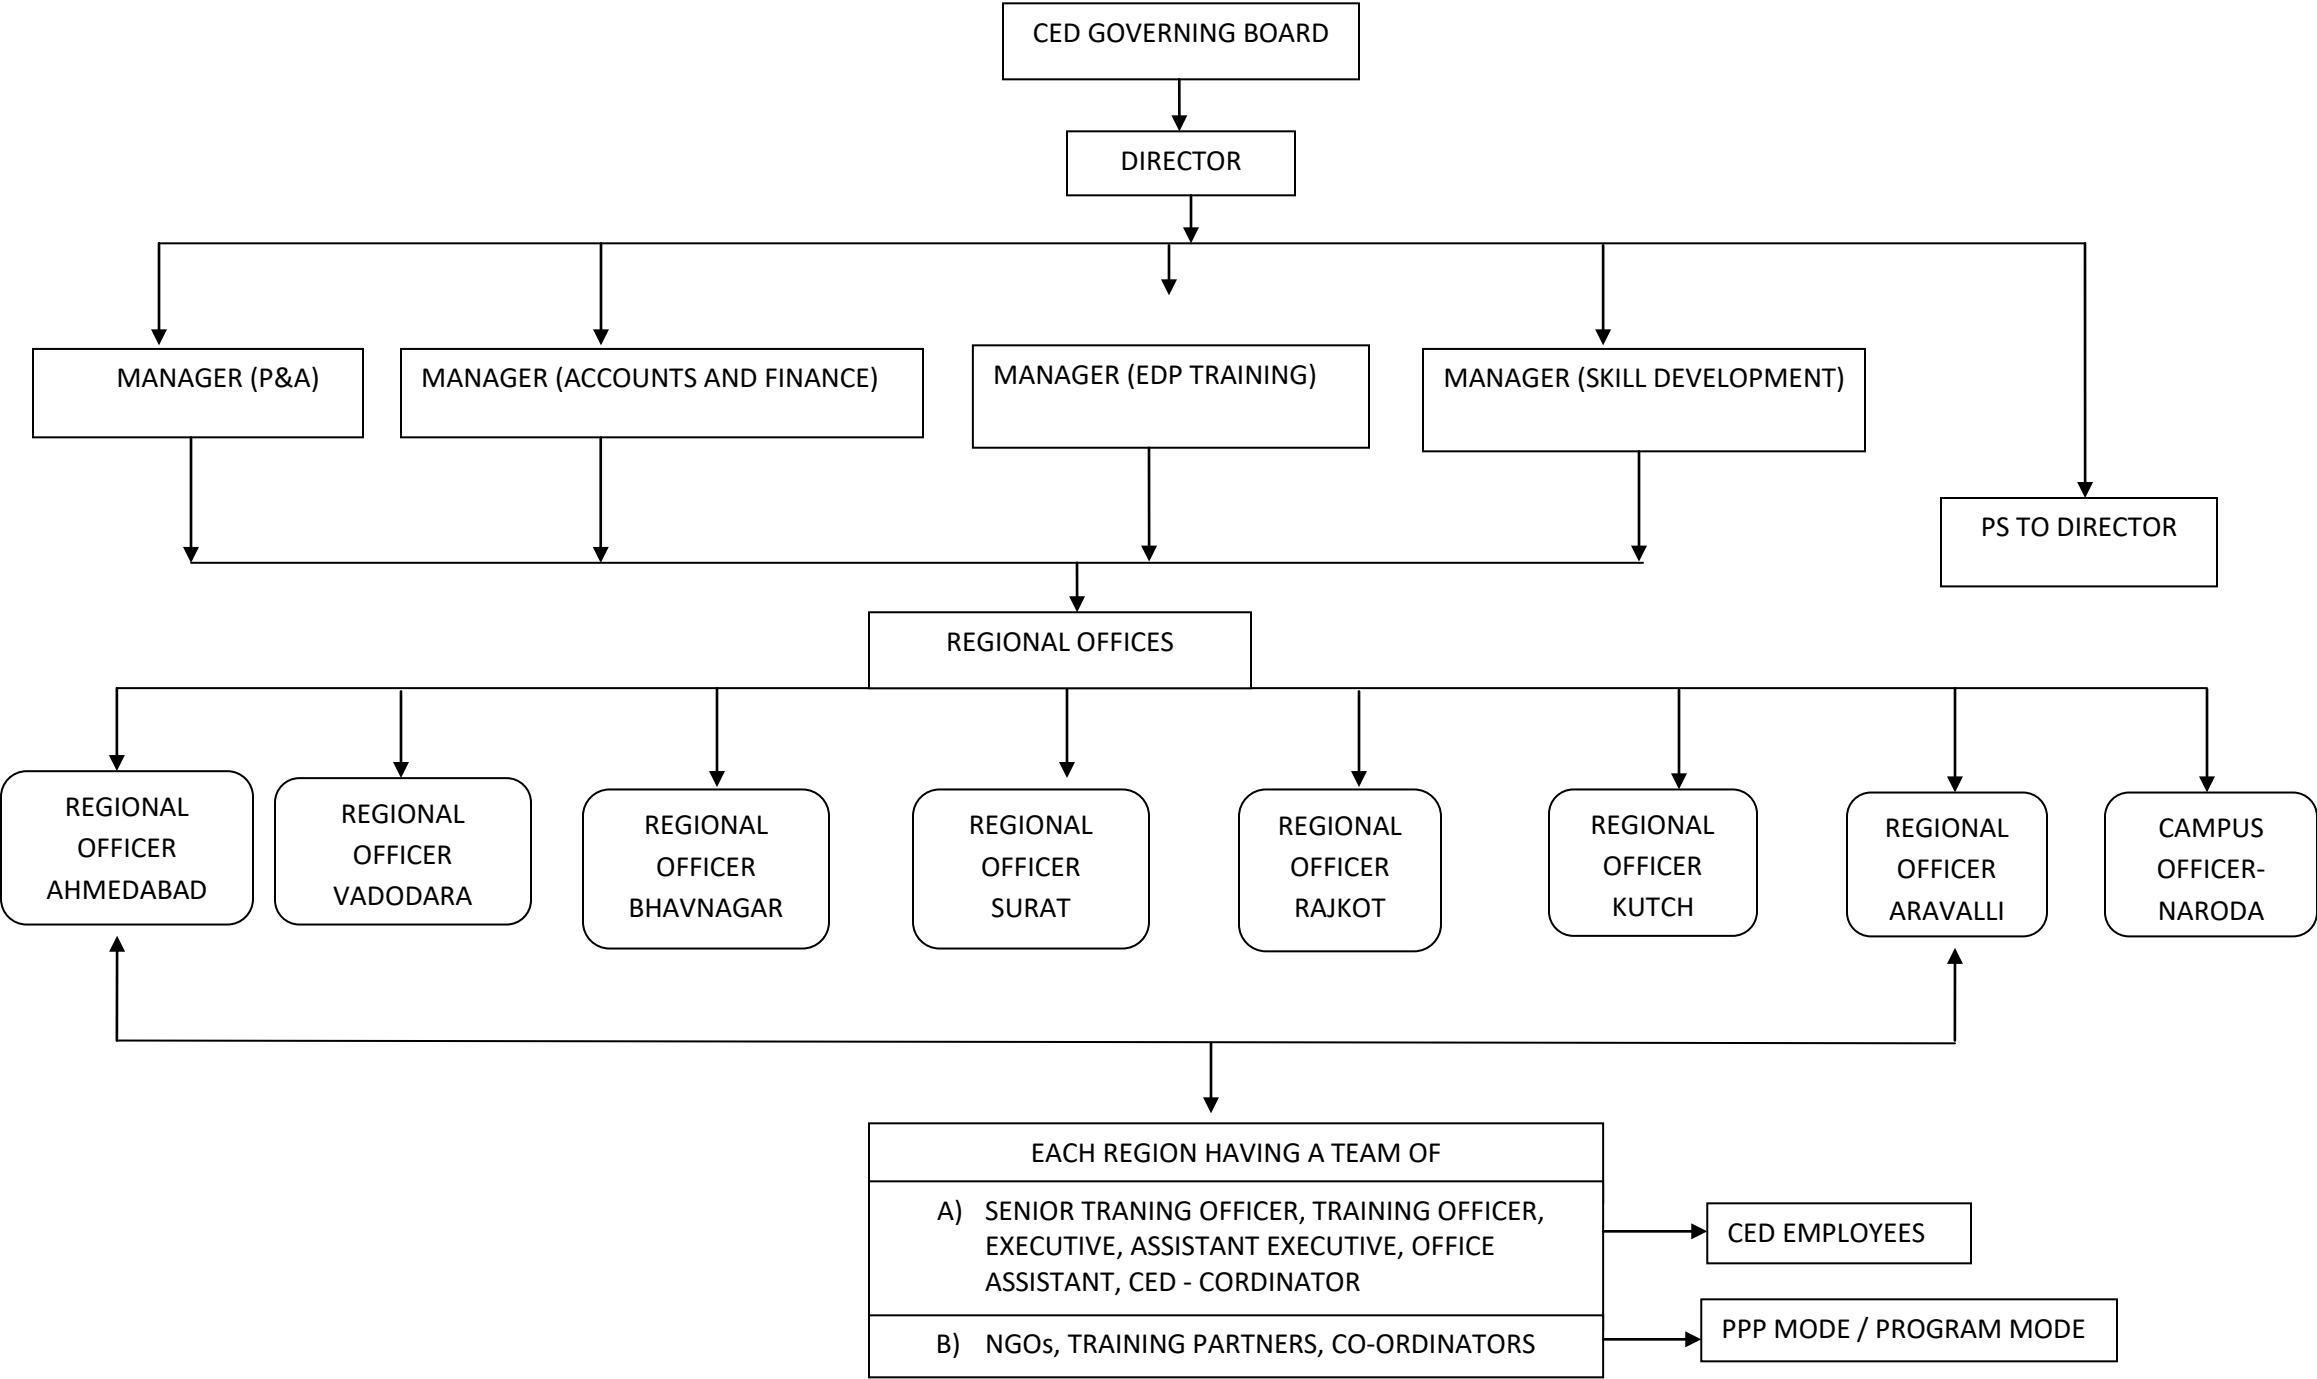 CED GOVERNING BOARD
DIRECTOR
MANAGER (P&A)
MANAGER (ACCOUNTS AND FINANCE)
MANAGER (EDP TRAINING)
MANAGER (SKILL DEVELOPMENT)
PS TO DIRECTOR
REGIONAL OFFICES
REGIONAL
OFFICER
AHMEDABAD
REGIONAL
OFFICER
VADODARA
REGIONAL
OFFICER
BHAVNAGAR
REGIONAL
OFFICER
SURAT
REGIONAL
OFFICER
RAJKOT
REGIONAL
OFFICER
KUTCH
REGIONAL
OFFICER
ARAVALLI
CAMPUS
OFFICER-
NARODA
EACH REGION HAVING A TEAM OF
A) SENIOR TRANING OFFICER, TRAINING OFFICER,
EXECUTIVE, ASSISTANT EXECUTIVE, OFFICE
ASSISTANT, CED - CORDINATOR
CED EMPLOYEES
B) NGOs, TRAINING PARTNERS, CO-ORDINATORS
PPP MODE / PROGRAM MODE